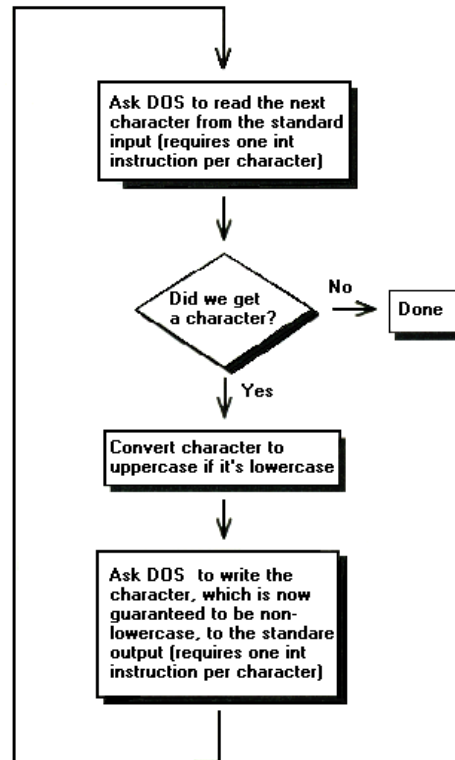 Ask DOS to read the next
character from the standard
input (requires one int
instruction per character)
Did we get
a character?
No
Done
Yes
Convert character to
uppercase if it's lowercase
Ask DOS to write the
character, which is now
guaranteed to be non-
lowercase, to the standare
output (requires one int
instruction per character)